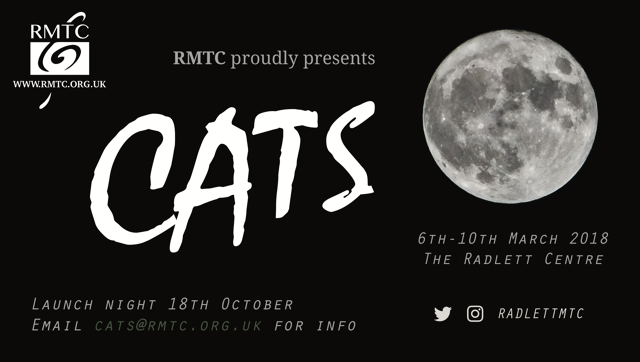 RMTC
WWW.RMTC.ORG.UK
RMTC proudly presents
CATS
6th-10th March 2018
The Radlett Centre
Launch night 18th October
Email cats@rmtc.org.uk for info
RADLETTMTC